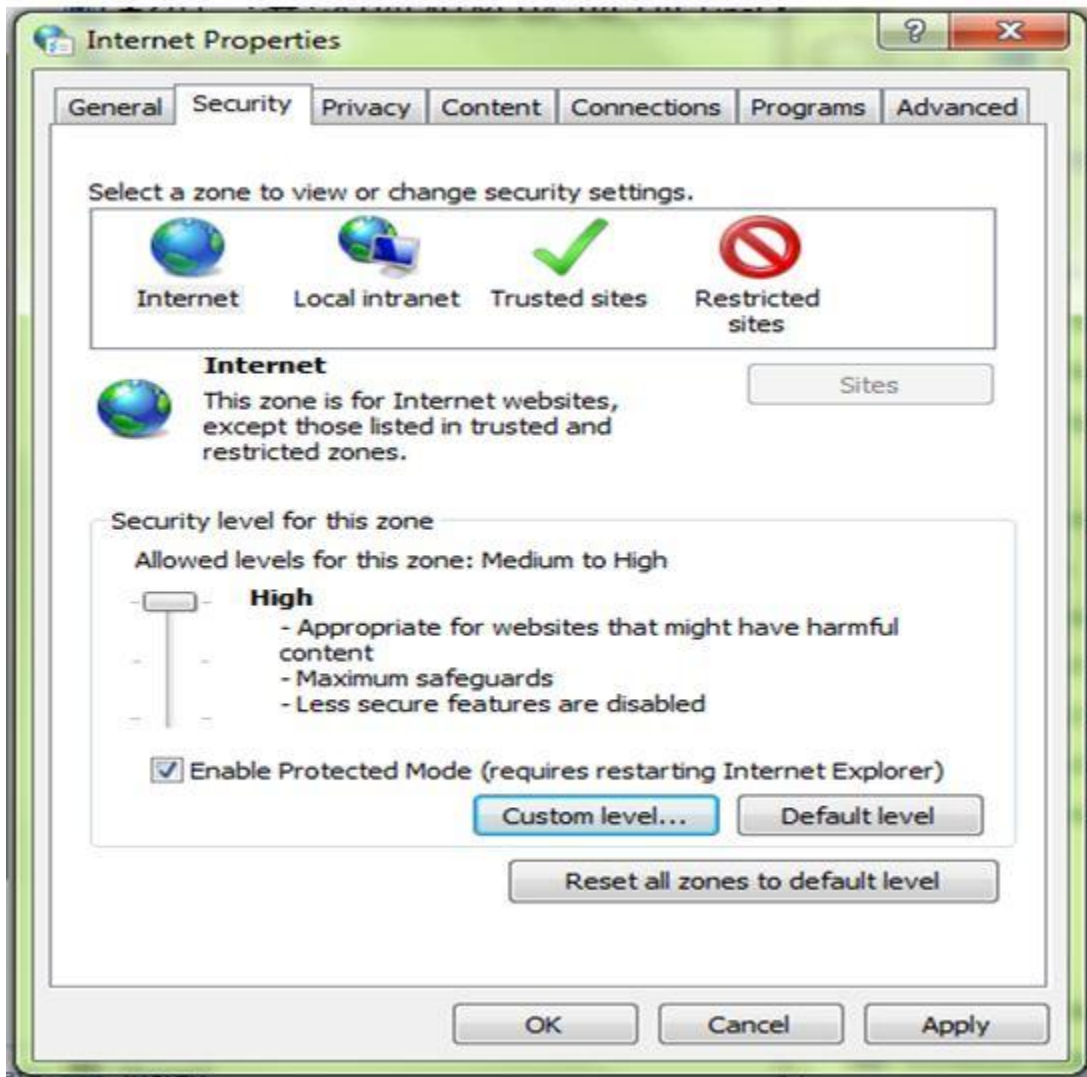 Internet Properties
General Security Privacy Content Connections Programs Advanced
Select a zone to view or change security settings.
Internet Local intranet Trusted sites Restricted
sites
Internet
Sites
This zone is for Internet websites,
except those listed in trusted and
restricted zones.
Security level for this zone
Allowed levels for this zone: Medium to High
High
- Appropriate for websites that might have harmful
content
- Maximum safeguards
- Less secure features are disabled
Enable Protected Mode (requires restarting Internet Explorer)
Custom level... Default level
Reset all zones to default level
OK Cancel Apply